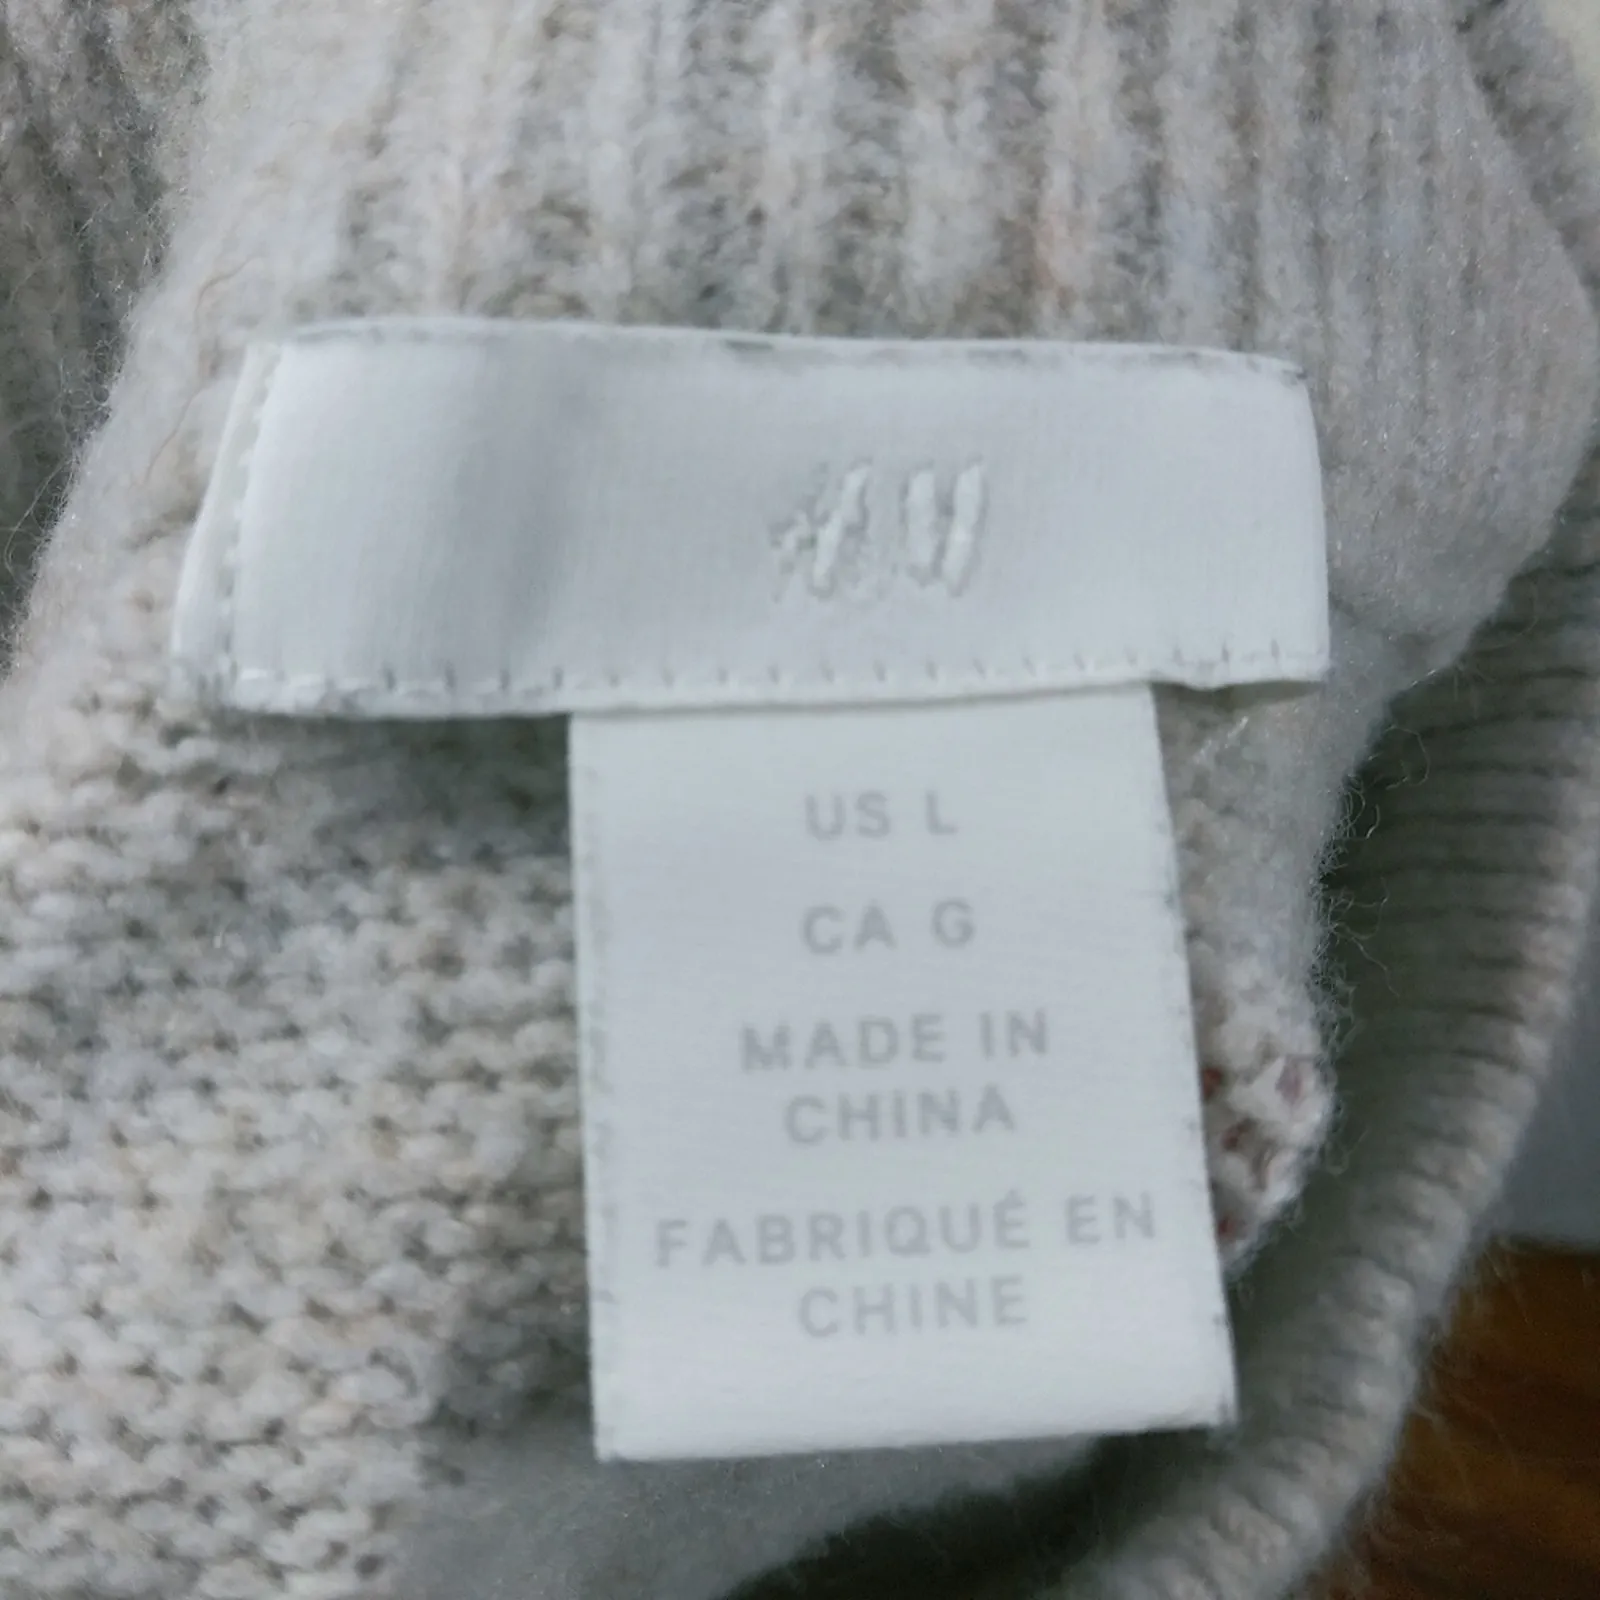 H&M
US L
CA G
MADE IN
CHINA
FABRIQUÉ EN
CHINE